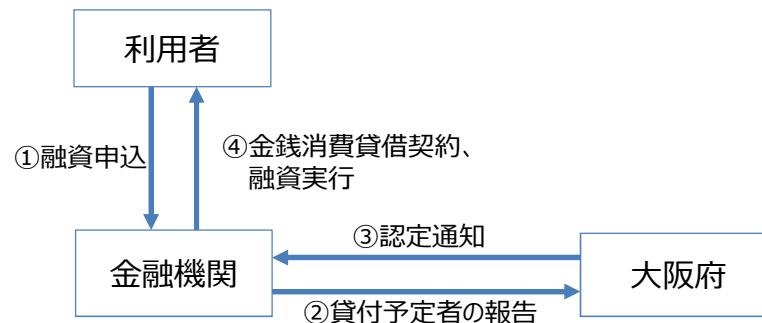 利用者
①融資申込
④金銭消費貸借契約、
融資実行
③認定通知
金融機関
大阪府
②貸付予定者の報告